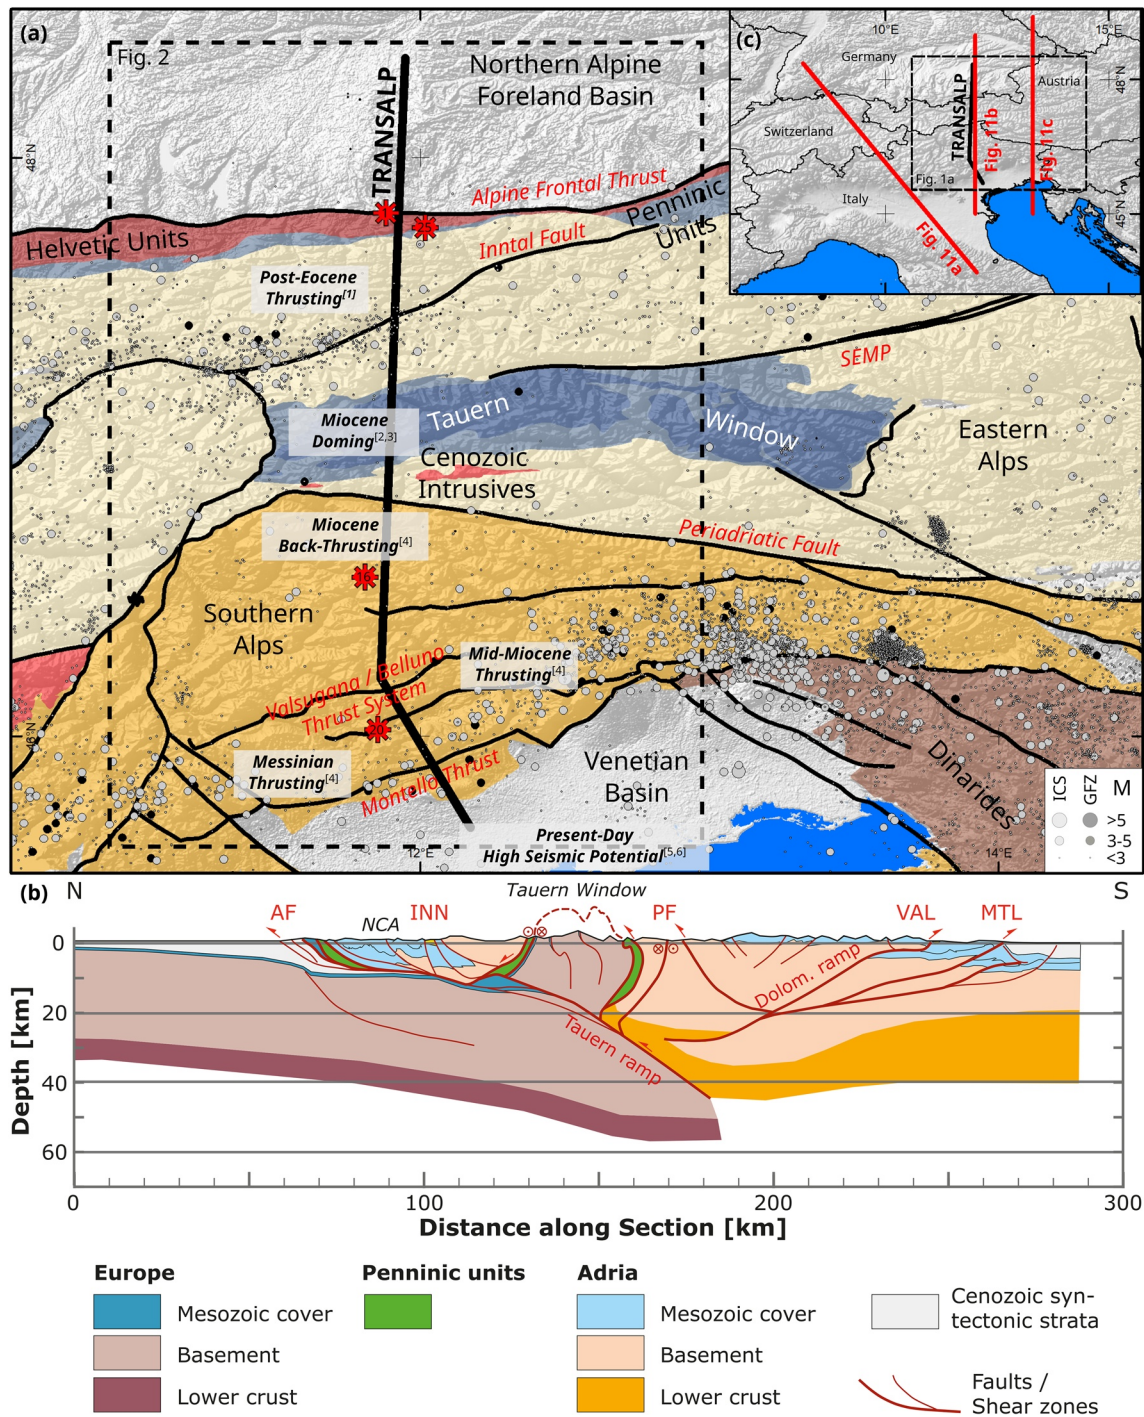 (a)
Fig. 2
TRANSALP
Northern Alpine
Foreland Basin
48°N
Alpine Frontal Thrust
Penninic
Units
Helvetic Units
25
Inntal Fault
Post-Eocene
Thrusting[1]
SEMP
Miocene
Doming[2,3]
Tauern
Window
Cenozoic
Intrusives
Eastern
Alps
Miocene
Back-Thrusting[4]
Periadriatic Fault
16
Southern
Alps
Mid-Miocene
Thrusting[4]
Valsugana / Belluno
Thrust System
46°N
Messinian
Thrusting[4]
Montello Thrust
Venetian
Basin
Dinarides
Present-Day
High Seismic Potential[5,6]
12°E
14°E
ICS
GFZ
M
>5
3-5
<3
(c)
10°E
15°E
Germany
Austria
48°N
Switzerland
TRANSALP
Fig. 11b
Fig. 11c
Fig. 1a
Italy
45°N
Fig. 11a
(b)
N
Tauern Window
S
AF
NCA
INN
PF
VAL
MTL
Dolom. ramp
Tauern ramp
Depth [km]
0
20
40
60
0
100
200
300
Distance along Section [km]
Europe
Mesozoic cover
Basement
Lower crust
Penninic units
Adria
Mesozoic cover
Basement
Lower crust
Cenozoic syn-
tectonic strata
Faults /
Shear zones